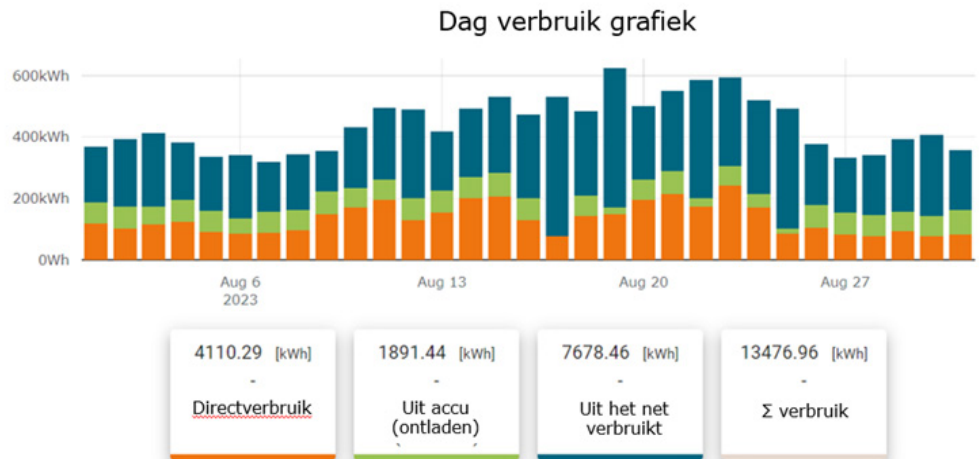 Dag verbruik grafiek
600kWh
400kWh
200kWh
0Wh
Aug 6
2023
Aug 13
Aug 20
Aug 27
4110.29 [kWh]
-
Directverbruik
1891.44 [kWh]
-
Uit accu
(ontladen)
7678.46 [kWh]
-
Uit het net
verbruikt
13476.96 [kWh]
-
Σ verbruik